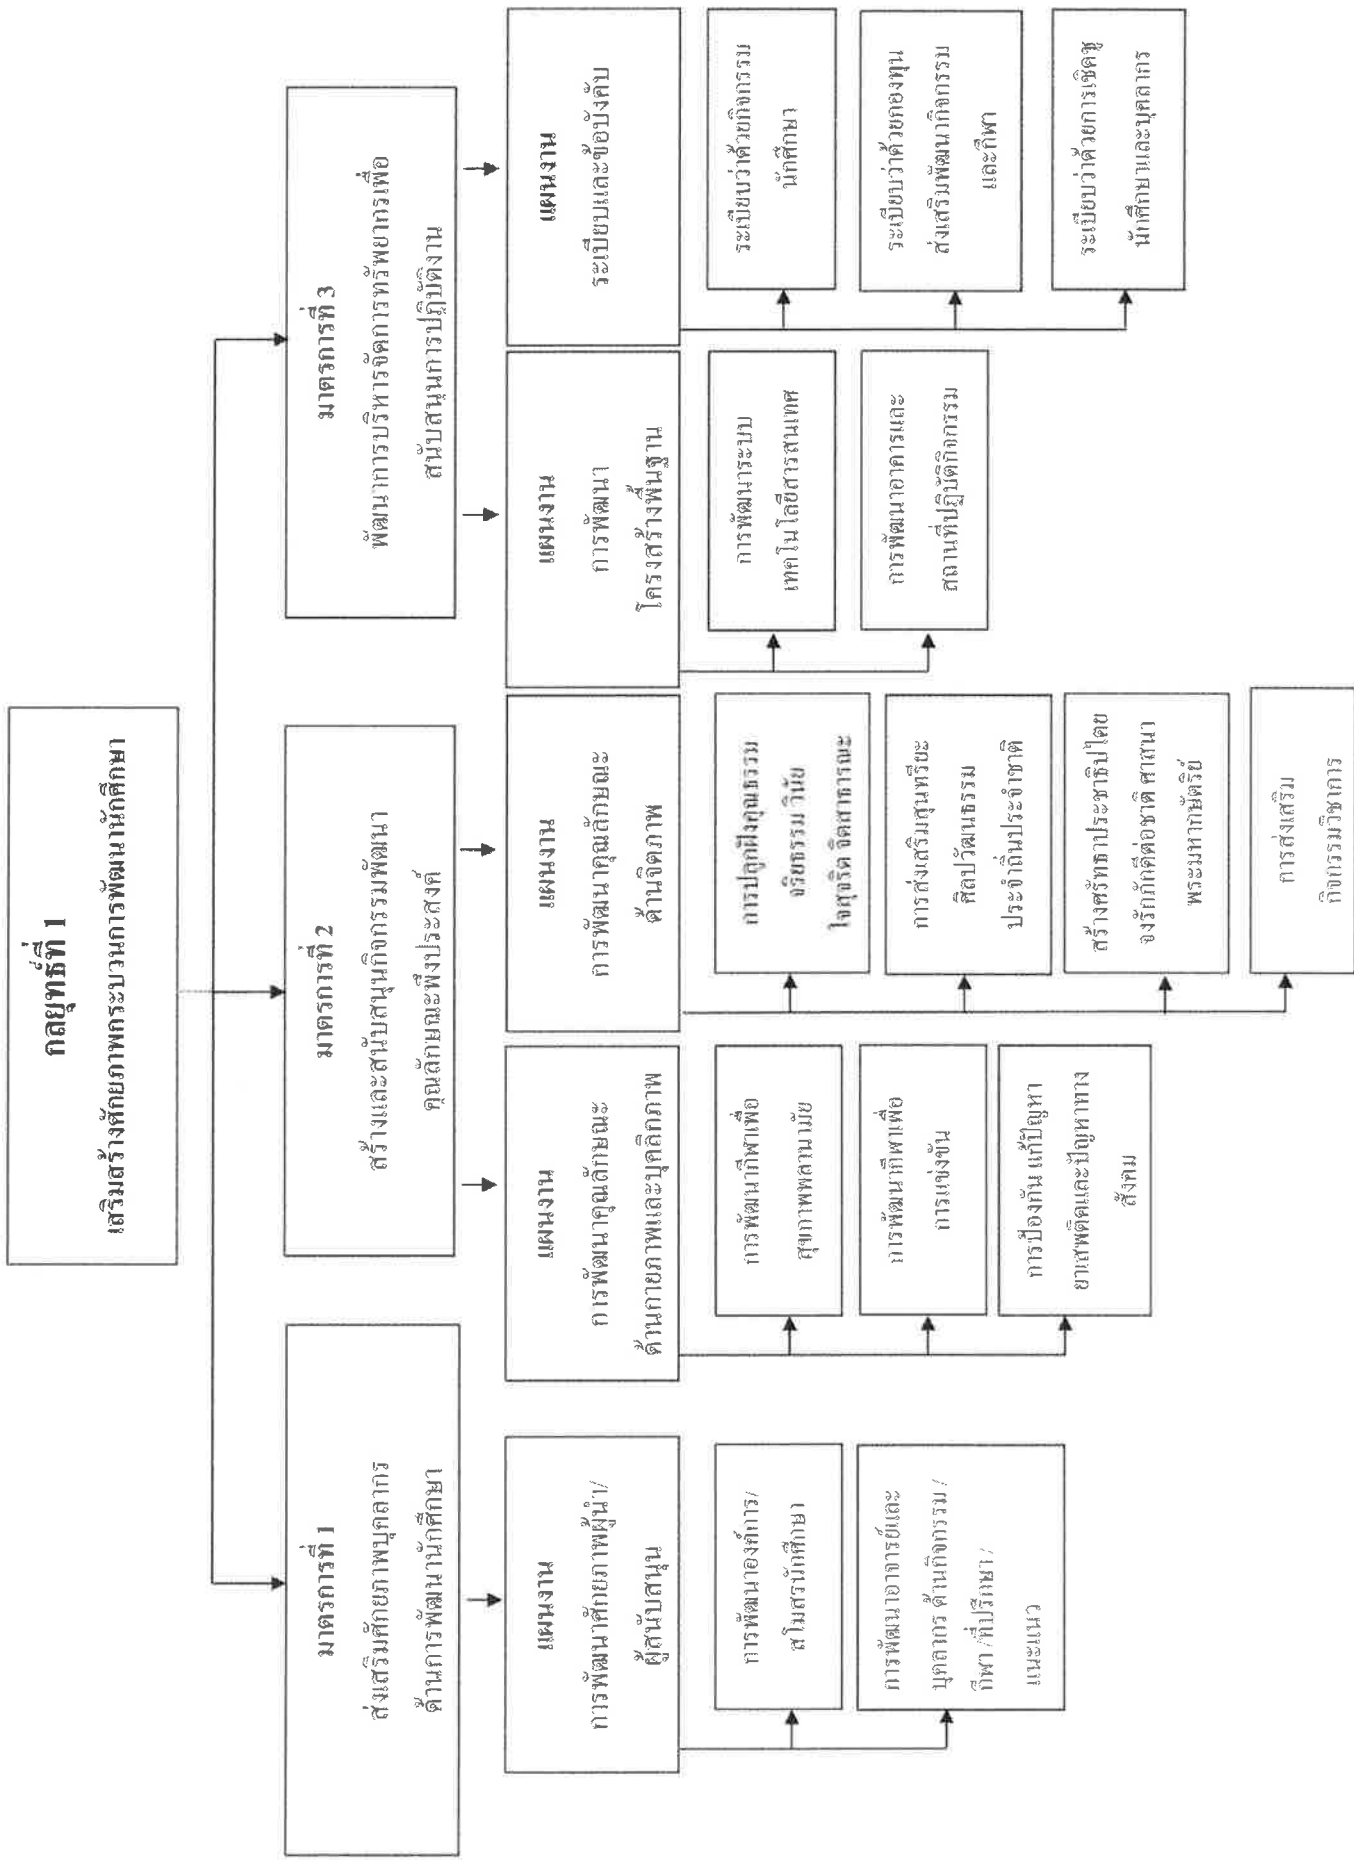 กลยุทธ์ที่ 1
เสริมสร้างศักยภาพกระบวนการพัฒนานักศึกษา
มาตรการที่ 1
ส่งเสริมศักยภาพบุคลากร
ด้านการพัฒนานักศึกษา
มาตรการที่ 2
สร้างและสนับสนุนกิจกรรมพัฒนา
คุณลักษณะพึงประสงค์
มาตรการที่ 3
พัฒนาการบริหารจัดการทรัพยากรเพื่อ
สนับสนุนการปฏิบัติงาน
แผนงาน
การพัฒนาศักยภาพผู้นำ/
ผู้สนับสนุน
การพัฒนาองค์การ/
สโมสรนักศึกษา
การพัฒนาอาจารย์และ
บุคลากร ด้านกิจกรรม/
กีฬา /ที่ปรึกษา /
แนะแนว
แผนงาน
การพัฒนาคุณลักษณะ
ด้านกายภาพและบุคลิกภาพ
การพัฒนากีฬาเพื่อ
สุขภาพพลานามัย
การพัฒนากีฬาเพื่อ
การแข่งขัน
การป้องกัน แก้ปัญหา
ยาเสพติดและปัญหาทาง
สังคม
แผนงาน
การพัฒนาคุณลักษณะ
ด้านจิตภาพ
การปลูกฝังคุณธรรม
จริยธรรม วินัย
ใจสุจริต จิตสาธารณะ
การส่งเสริมสุนทรียะ
ศิลปวัฒนธรรม
ประจำถิ่นประจำชาติ
สร้างศรัทธาประชาธิปไตย
จงรักภักดีต่อชาติ ศาสนา
พระมหากษัตริย์
การส่งเสริม
กิจกรรมวิชาการ
แผนงาน
การพัฒนา
โครงสร้างพื้นฐาน
การพัฒนาระบบ
เทคโนโลยีสารสนเทศ
การพัฒนาอาคารและ
สถานที่ปฏิบัติกิจกรรม
แผนงาน
ระเบียบและข้อบังคับ
ระเบียบว่าด้วยกิจกรรม
นักศึกษา
ระเบียบว่าด้วยกองทุน
ส่งเสริมพัฒนากิจกรรม
และกีฬา
ระเบียบว่าด้วยการเชิดชู
นักศึกษาและบุคลากร